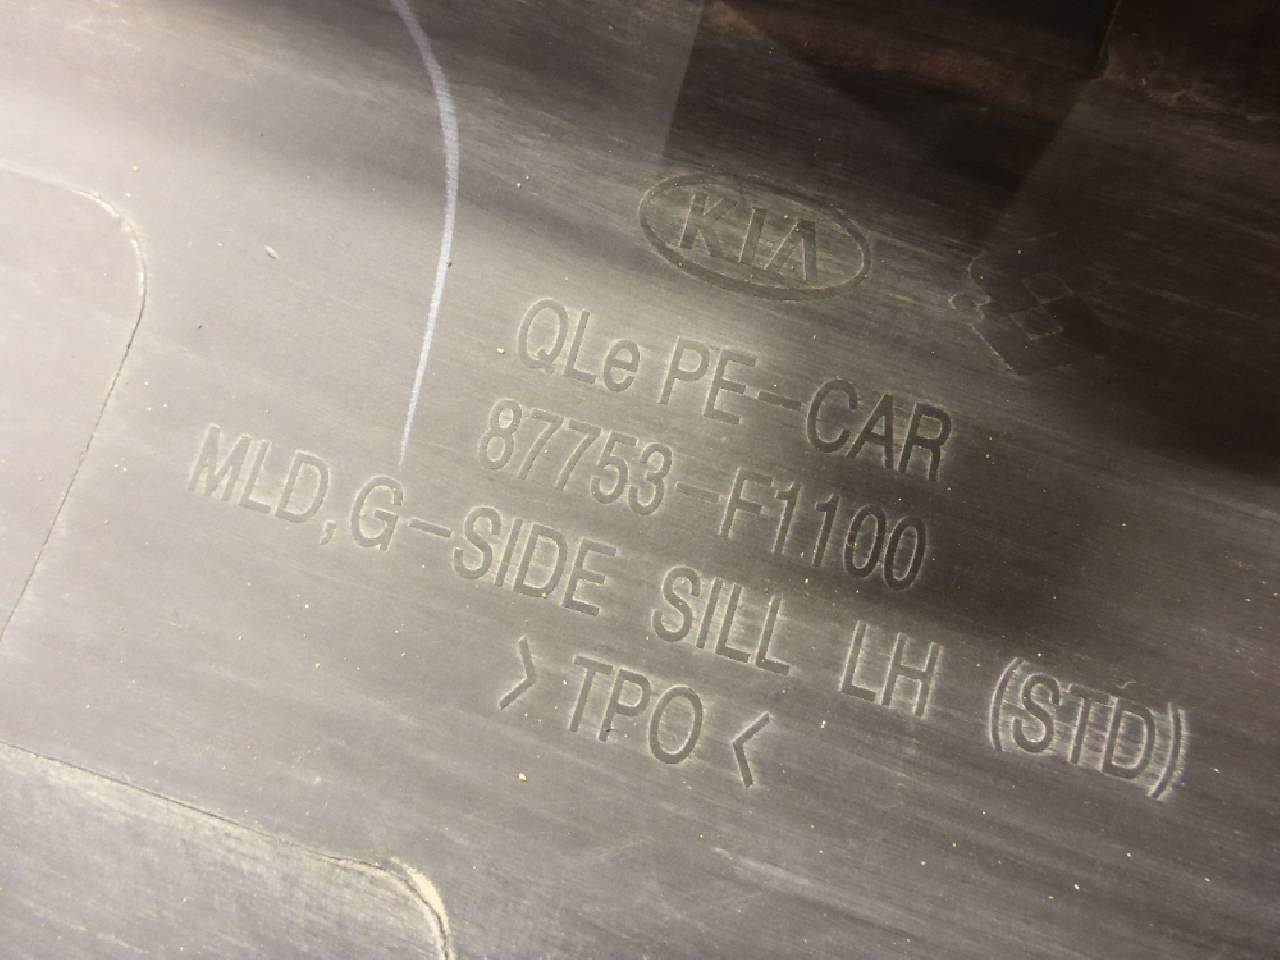 KIA
QLe PE-CAR
87753-F1100
MLD,G-SIDE SILL LH (STD)
>TPO<